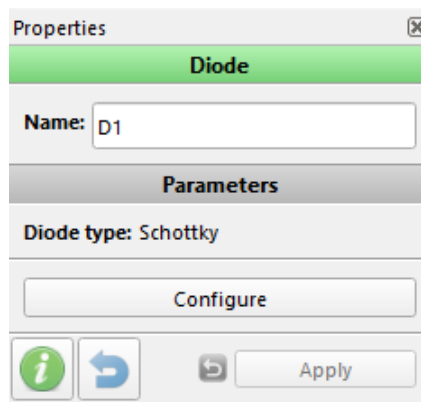 Properties
Diode
Name: D1
Parameters
Diode type: Schottky
Configure
Apply